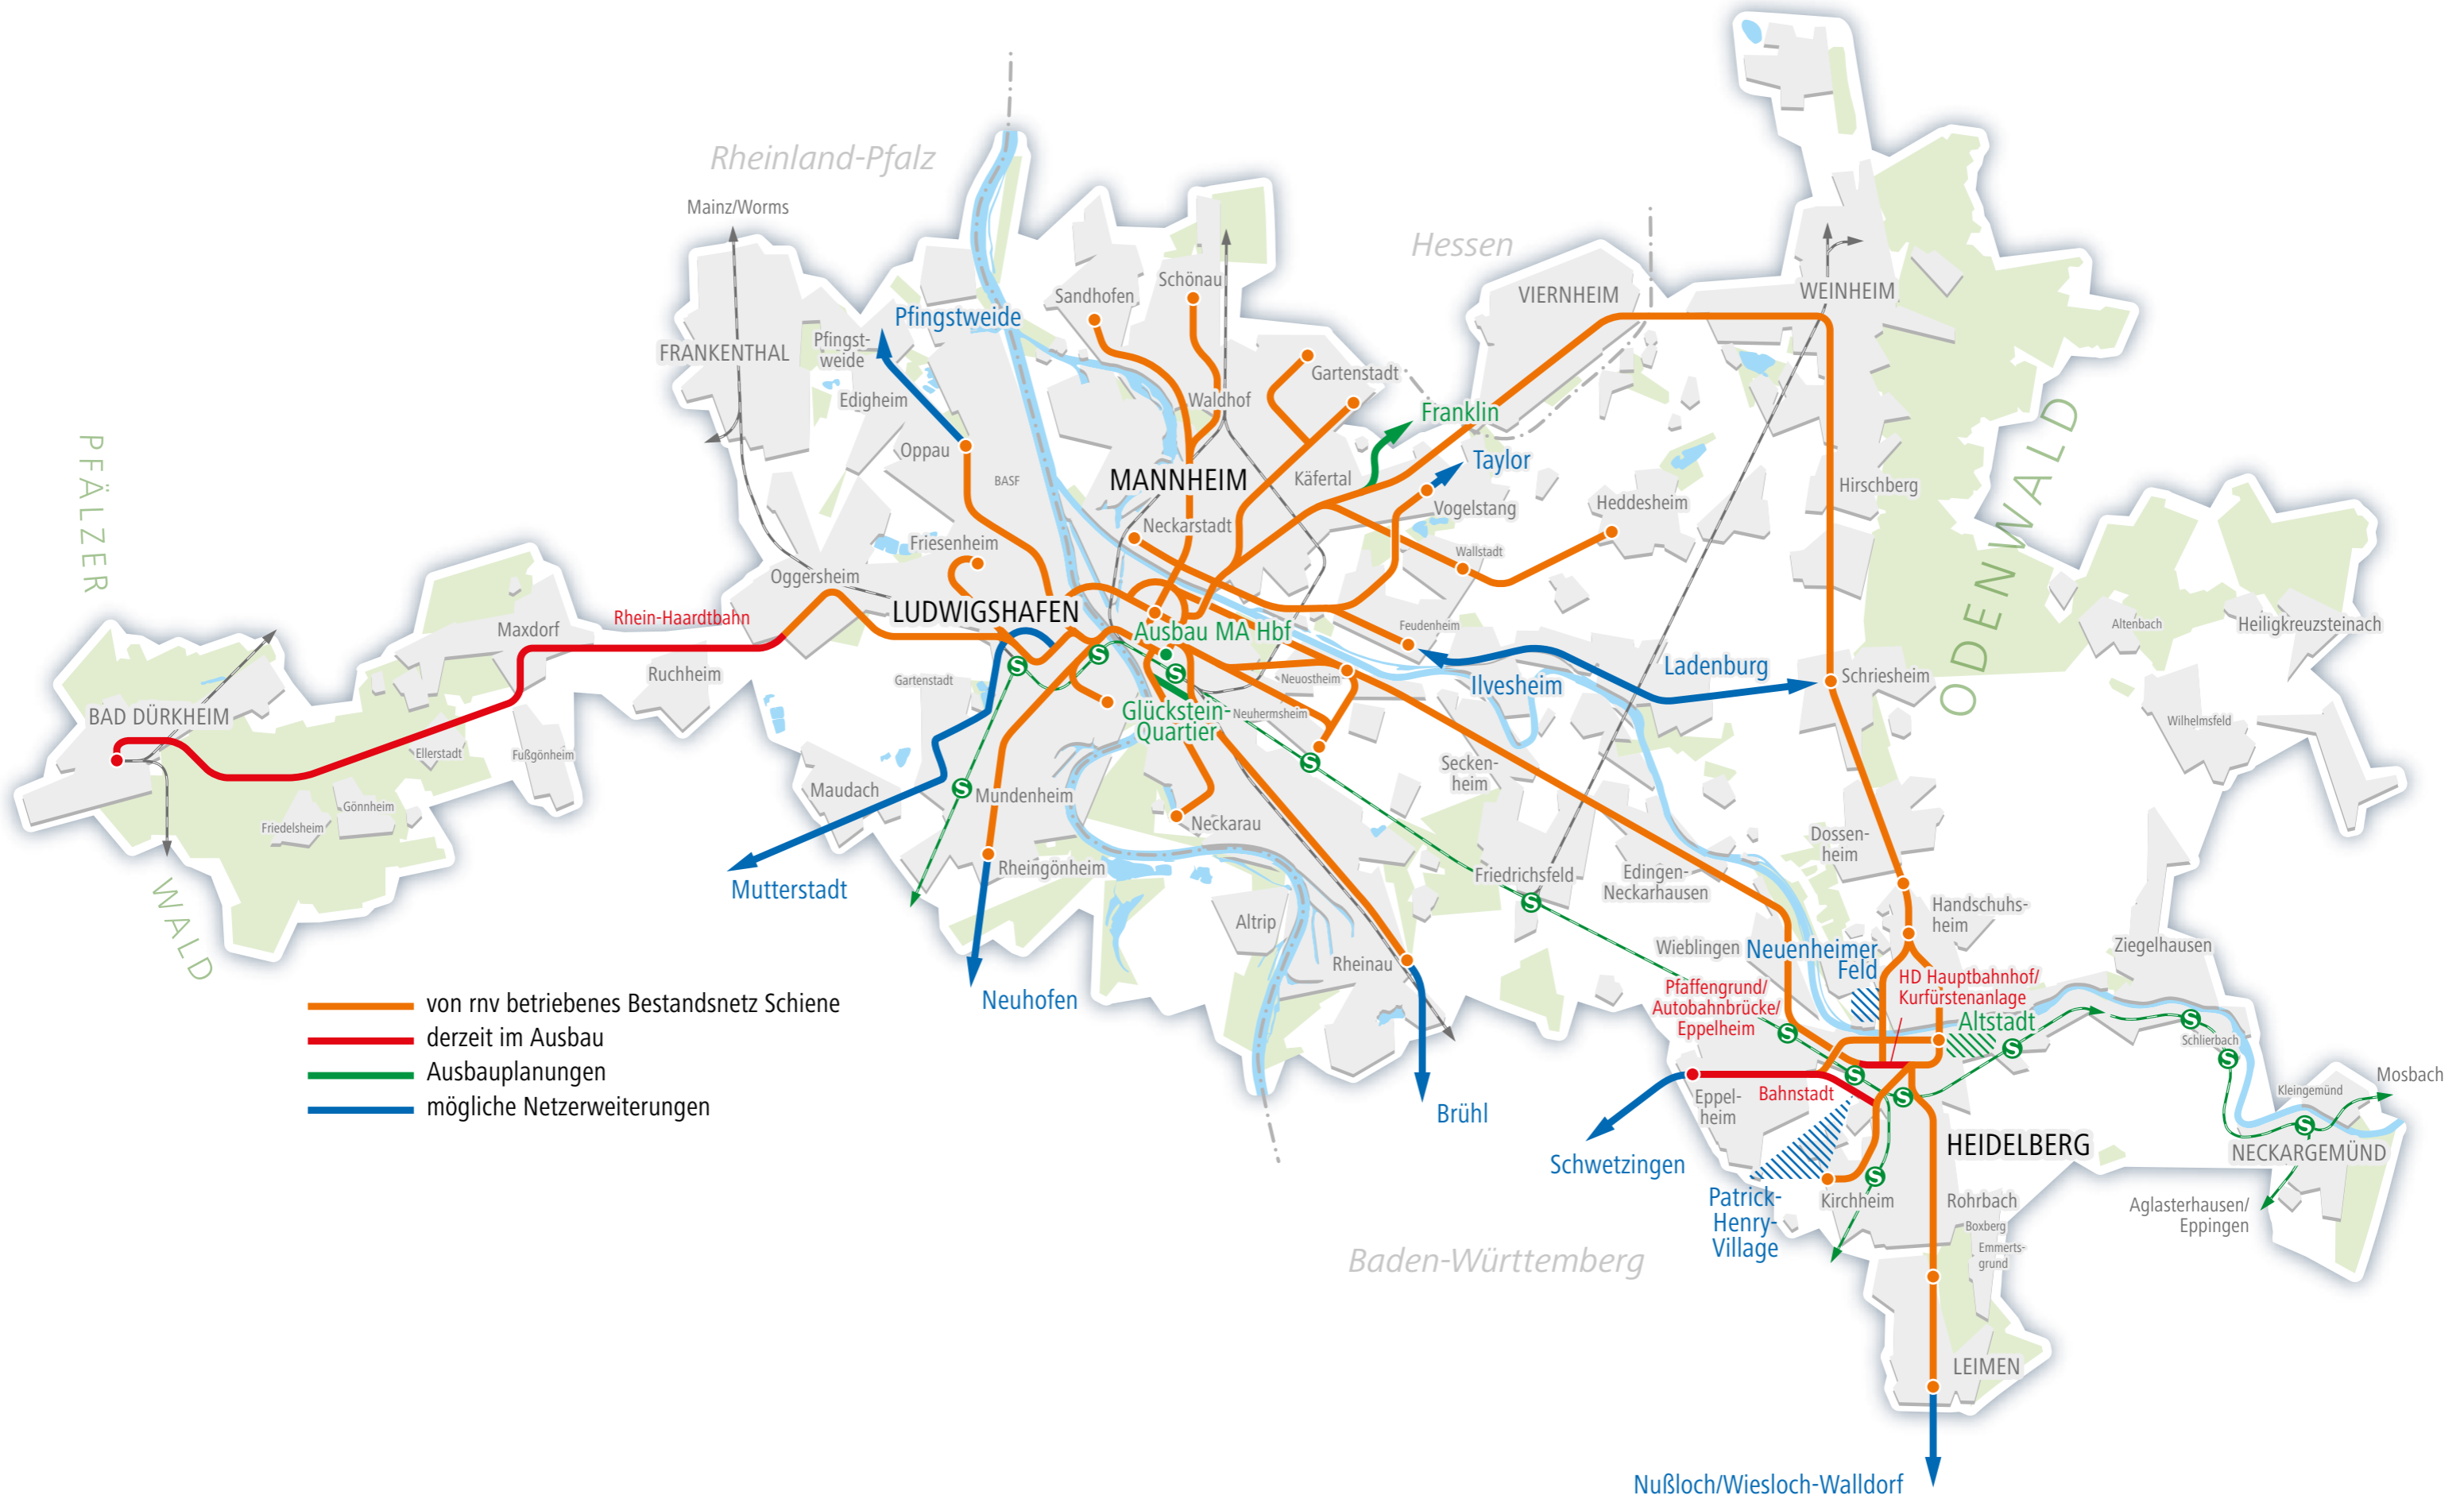 Rheinland-Pfalz
Mainz/Worms
Hessen
Schönau
Sandhofen
VIERNHEIM
WEINHEIM
Pfingstweide
Pfingst-
weide
FRANKENTHAL
Gartenstadt
Waldhof
Edigheim
Franklin
Oppau
BASF
MANNHEIM
Käfertal
Taylor
Hirschberg
Vogelstang
Heddesheim
Neckarstadt
Friesenheim
Wallstadt
PFÄLZER
WALD
ODENWALD
Oggersheim
LUDWIGSHAFEN
Rhein-Haardtbahn
Maxdorf
Feudenheim
Altenbach
Heiligkreuzsteinach
Ausbau MA Hbf
Ruchheim
Gartenstadt
Neuostheim
Ilvesheim
Ladenburg
Schriesheim
BAD DÜRKHEIM
Glückstein-
Quartier
Neuhermsheim
Wilhelmsfeld
Ellerstadt
Fußgönheim
Secken-
heim
Maudach
Mundenheim
Gönnheim
Friedelsheim
Neckarau
Dossen-
heim
Rheingönheim
Friedrichsfeld
Edingen-
Neckarhausen
Mutterstadt
Altrip
Handschuhs-
heim
Wieblingen
Neuenheimer
Feld
Ziegelhausen
Rheinau
HD Hauptbahnhof/
Kurfürstenanlage
Neuhofen
Pfaffengrund/
Autobahnbrücke/
Eppelheim
Altstadt
S
S
S
S
S
S
S
S
S
S
S
S
S
S
Schlierbach
von rnv betriebenes Bestandsnetz Schiene
derzeit im Ausbau
Ausbauplanungen
mögliche Netzerweiterungen
Mosbach
Kleingemünd
Bahnstadt
Eppel-
heim
Brühl
HEIDELBERG
NECKARGEMÜND
Schwetzingen
Patrick-
Henry-
Village
Kirchheim
Rohrbach
Aglasterhausen/
Eppingen
Boxberg
Emmerts-
grund
Baden-Württemberg
LEIMEN
Nußloch/Wiesloch-Walldorf